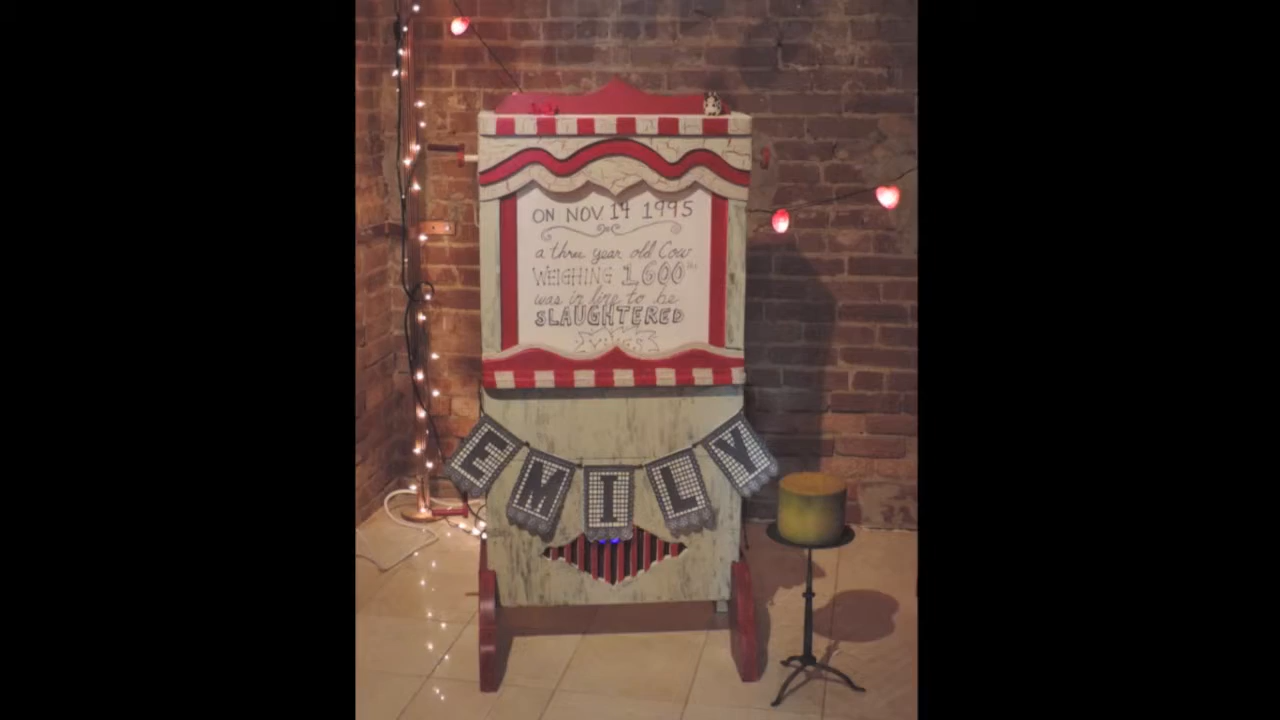 ON NOV 14 1995
a three year old Cow
WEIGHING 1,600 lbs
was in line to be
SLAUGHTERED
EMILY